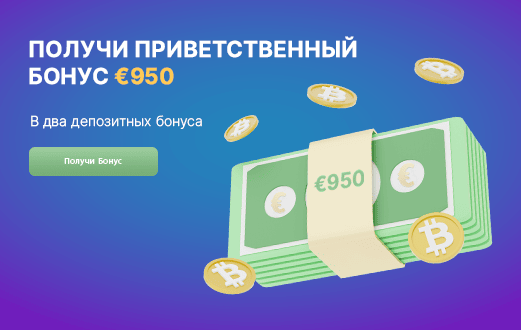 ПОЛУЧИ ПРИВЕТСТВЕННЫЙ
БОНУС €950
В два депозитных бонуса
Получи Бонус
€950